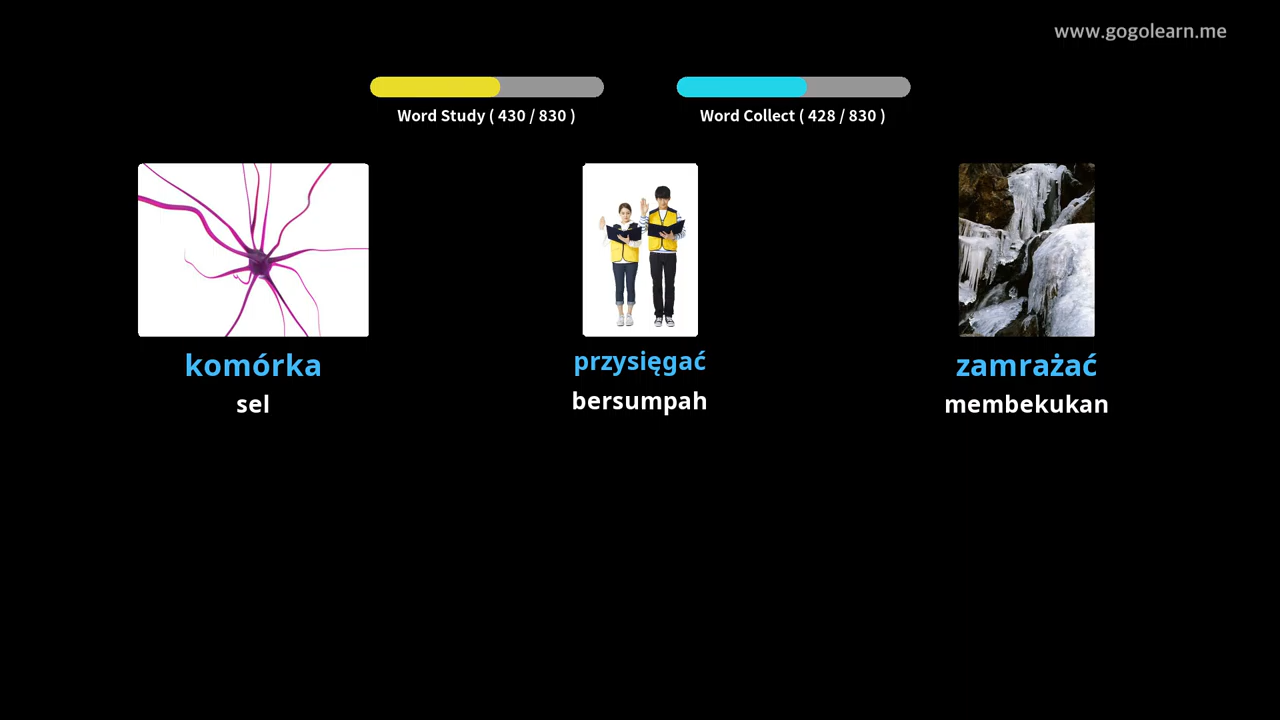 www.gogolearn.me
Word Study ( 430 / 830 )
Word Collect ( 428 / 830 )
komórka
sel
przysięgać
bersumpah
zamrażać
membekukan